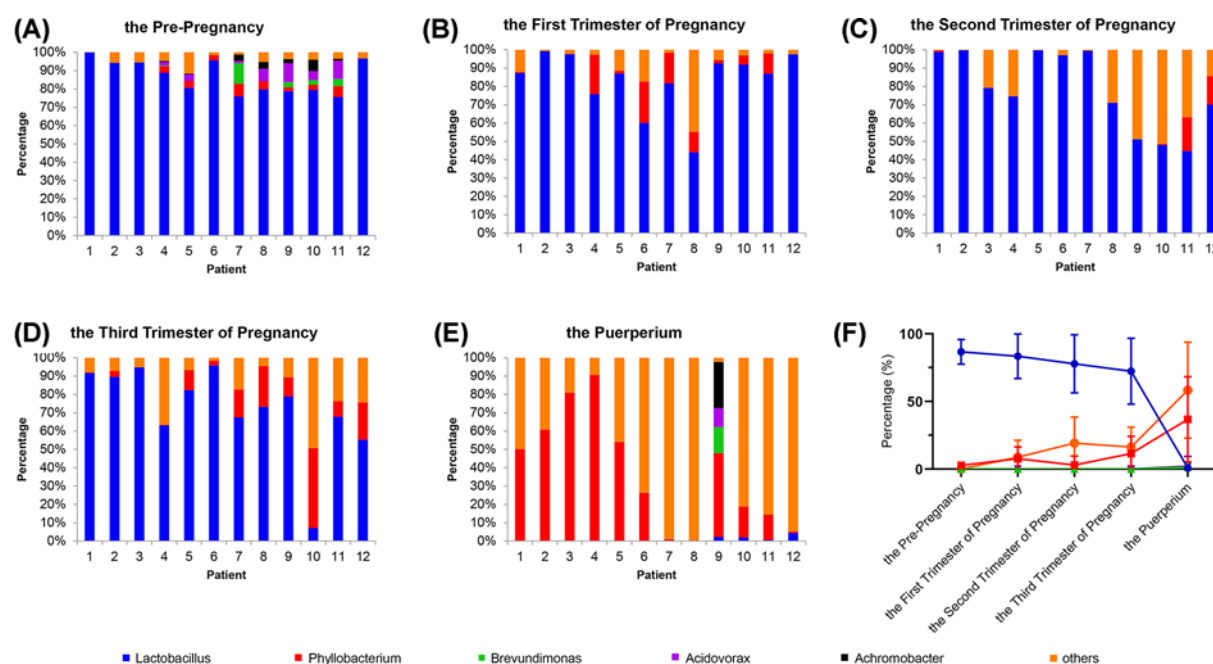 (A) the Pre-Pregnancy
100%
90%
80%
70%
60%
50%
40%
30%
20%
10%
0%
Percentage
1 2 3 4 5 6 7 8 9 10 11 12
Patient
(B) the First Trimester of Pregnancy
100%
90%
80%
70%
60%
50%
40%
30%
20%
10%
0%
Percentage
1 2 3 4 5 6 7 8 9 10 11 12
Patient
(C) the Second Trimester of Pregnancy
100%
90%
80%
70%
60%
50%
40%
30%
20%
10%
0%
Percentage
1 2 3 4 5 6 7 8 9 10 11 12
Patient
(D) the Third Trimester of Pregnancy
100%
90%
80%
70%
60%
50%
40%
30%
20%
10%
0%
Percentage
1 2 3 4 5 6 7 8 9 10 11 12
Patient
(E) the Puerperium
100%
90%
80%
70%
60%
50%
40%
30%
20%
10%
0%
Percentage
1 2 3 4 5 6 7 8 9 10 11 12
Patient
(F)
100
50
0
Percentage (%)
the Pre-Pregnancy
the First Trimester of Pregnancy
the Second Trimester of Pregnancy
the Third Trimester of Pregnancy
the Puerperium
Lactobacillus Phyllobacterium Brevundimonas Acidovorax Achromobacter others